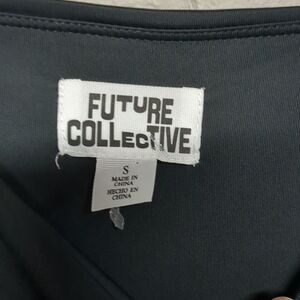 FUTURE
COLLECTIVE
S
MADE IN
CHINA
HECHO EN
CHINA